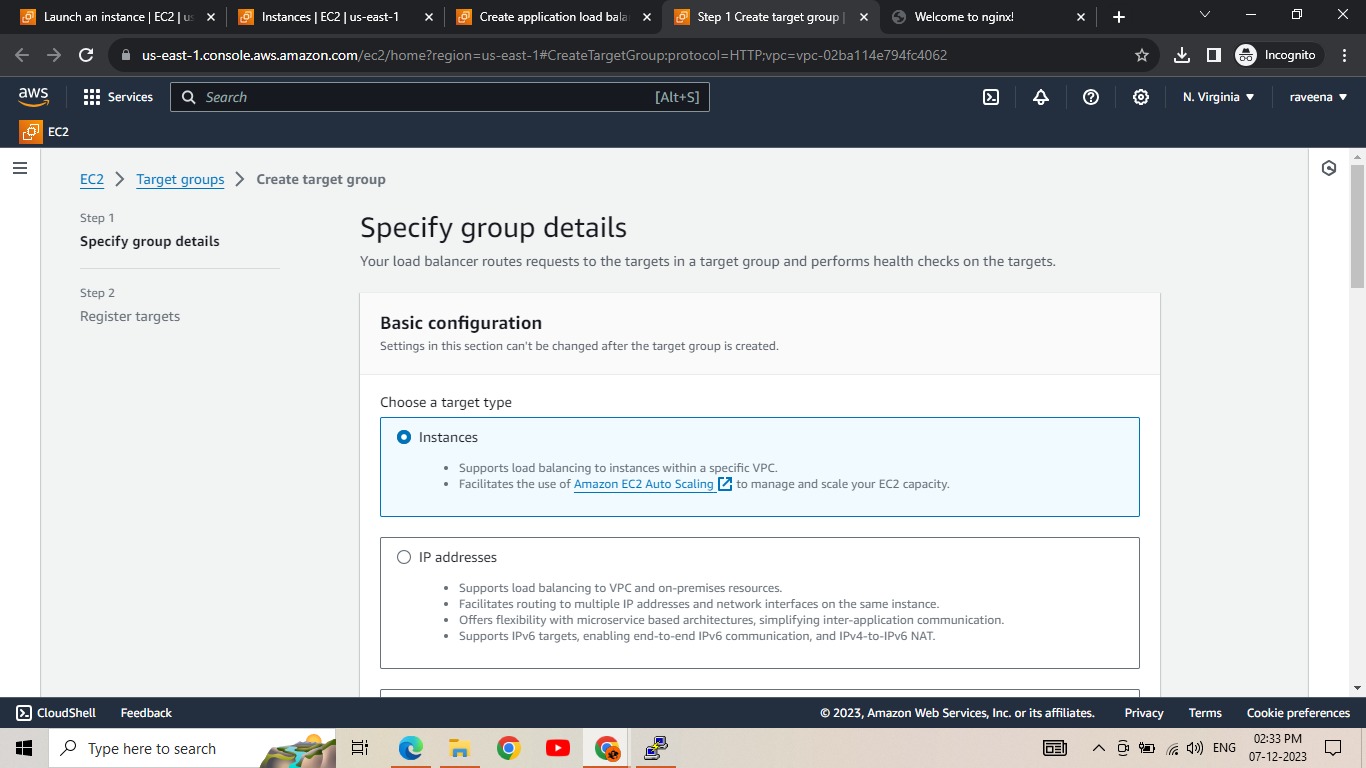 Launch an instance | EC2 | us
Instances | EC2 | us-east-1
Create application load bala
Step 1 Create target group |
Welcome to nginx!
us-east-1.console.aws.amazon.com/ec2/home?region=us-east-1#CreateTargetGroup:protocol=HTTP;vpc=vpc-02ba114e794fc4062
Incognito
aws
Services
Search
[Alt+S]
N. Virginia
raveena
EC2
EC2 > Target groups > Create target group
Step 1
Specify group details
Step 2
Register targets
Specify group details
Your load balancer routes requests to the targets in a target group and performs health checks on the targets.
Basic configuration
Settings in this section can't be changed after the target group is created.
Choose a target type
Instances
• Supports load balancing to instances within a specific VPC.
• Facilitates the use of Amazon EC2 Auto Scaling to manage and scale your EC2 capacity.
IP addresses
• Supports load balancing to VPC and on-premises resources.
• Facilitates routing to multiple IP addresses and network interfaces on the same instance.
• Offers flexibility with microservice based architectures, simplifying inter-application communication.
• Supports IPv6 targets, enabling end-to-end IPv6 communication, and IPv4-to-IPv6 NAT.
CloudShell
Feedback
© 2023, Amazon Web Services, Inc. or its affiliates.
Privacy
Terms
Cookie preferences
Type here to search
ENG
02:33 PM
07-12-2023